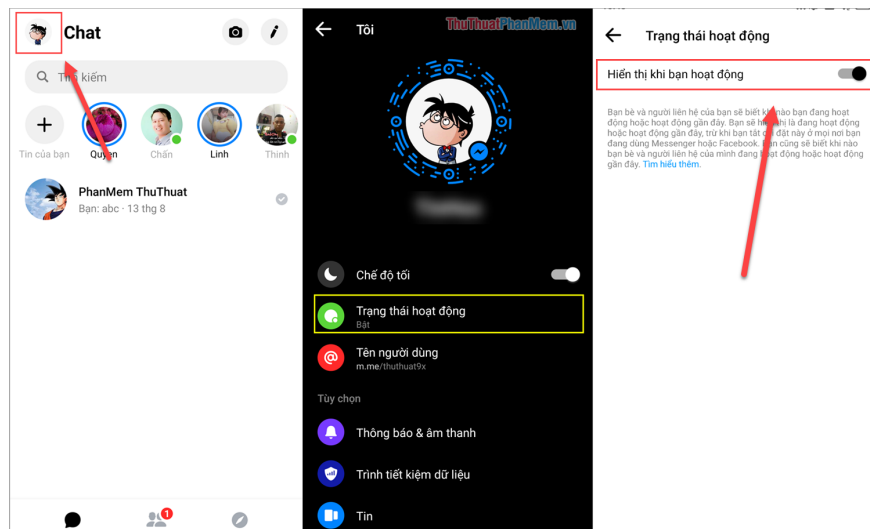 Chat
Tìm kiếm
Tin của bạn
Quyên
Chấn
Linh
Thịnh
PhanMem ThuThuat
Bạn: abc · 13 thg 8
1
Tôi
ThuThuatPhanMem.vn
Chế độ tối
Trạng thái hoạt động
Bật
Tên người dùng
m.me/thuthuat9x
Tùy chọn
Thông báo & âm thanh
Trình tiết kiệm dữ liệu
Tin
Trạng thái hoạt động
Hiển thị khi bạn hoạt động
Bạn bè và người liên hệ của bạn sẽ biết khi nào bạn đang hoạt
động hoặc hoạt động gần đây. Bạn sẽ hiển thị là đang hoạt động
hoặc hoạt động gần đây, trừ khi bạn tắt cài đặt này ở mọi nơi bạn
đang dùng Messenger hoặc Facebook. Bạn cũng sẽ biết khi nào
bạn bè và người liên hệ của mình đang hoạt động hoặc hoạt động
gần đây. Tìm hiểu thêm.